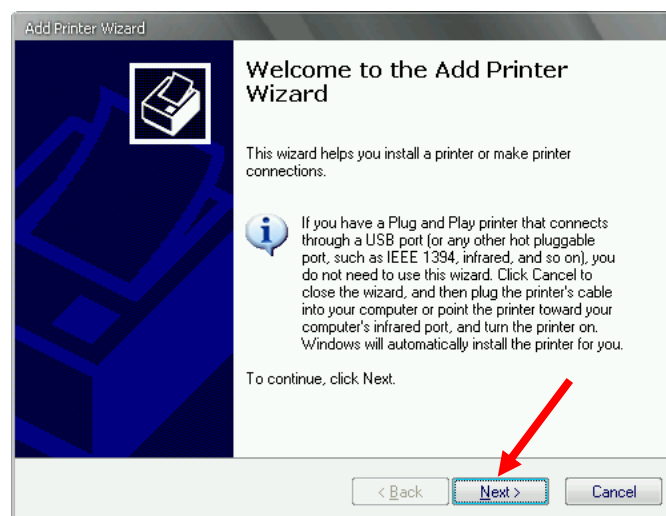 Add Printer Wizard
Welcome to the Add Printer
Wizard
This wizard helps you install a printer or make printer
connections.
If you have a Plug and Play printer that connects
through a USB port (or any other hot pluggable
port, such as IEEE 1394, infrared, and so on), you
do not need to use this wizard. Click Cancel to
close the wizard, and then plug the printer's cable
into your computer or point the printer toward your
computer's infrared port, and turn the printer on.
Windows will automatically install the printer for you.
To continue, click Next.
< Back Next > Cancel